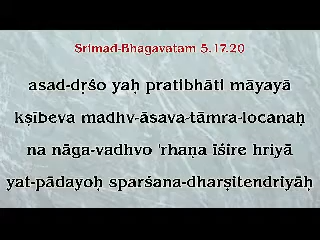 Srimad-Bhagavatam 5.17.20
asad-dṛśo yaḥ pratibhāti māyayā
kṣībeva madhv-āsava-tāmra-locanaḥ
na nāga-vadhvo 'rhaṇa īśire hriyā
yat-pādayoḥ sparśana-dharṣitendriyāḥ